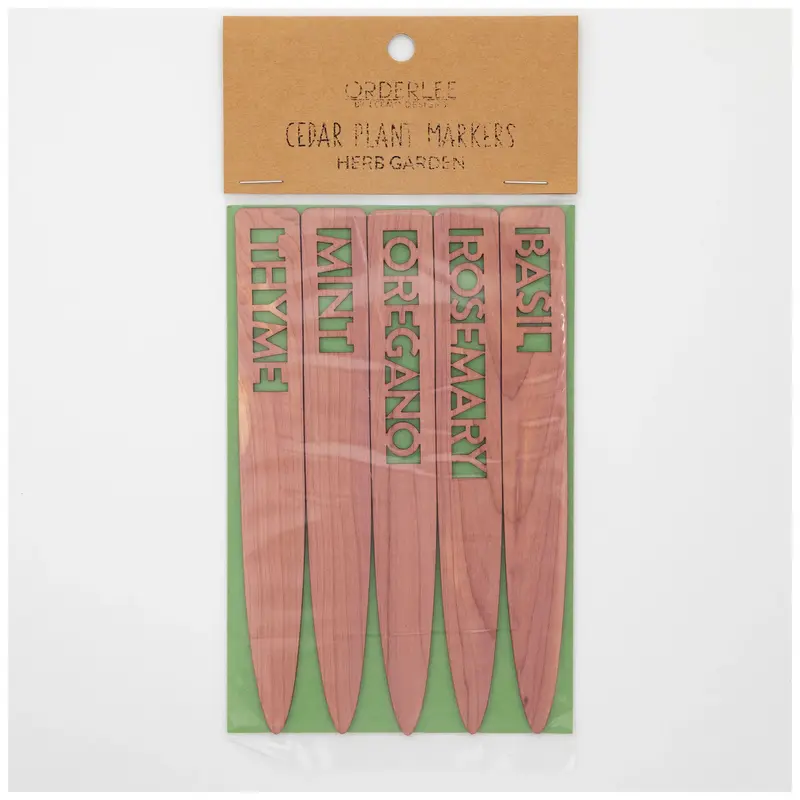 ORDERLEE
CEDAR PLANT MARKERS
HERB GARDEN
THYME
MINT
OREGANO
ROSEMARY
BASIL